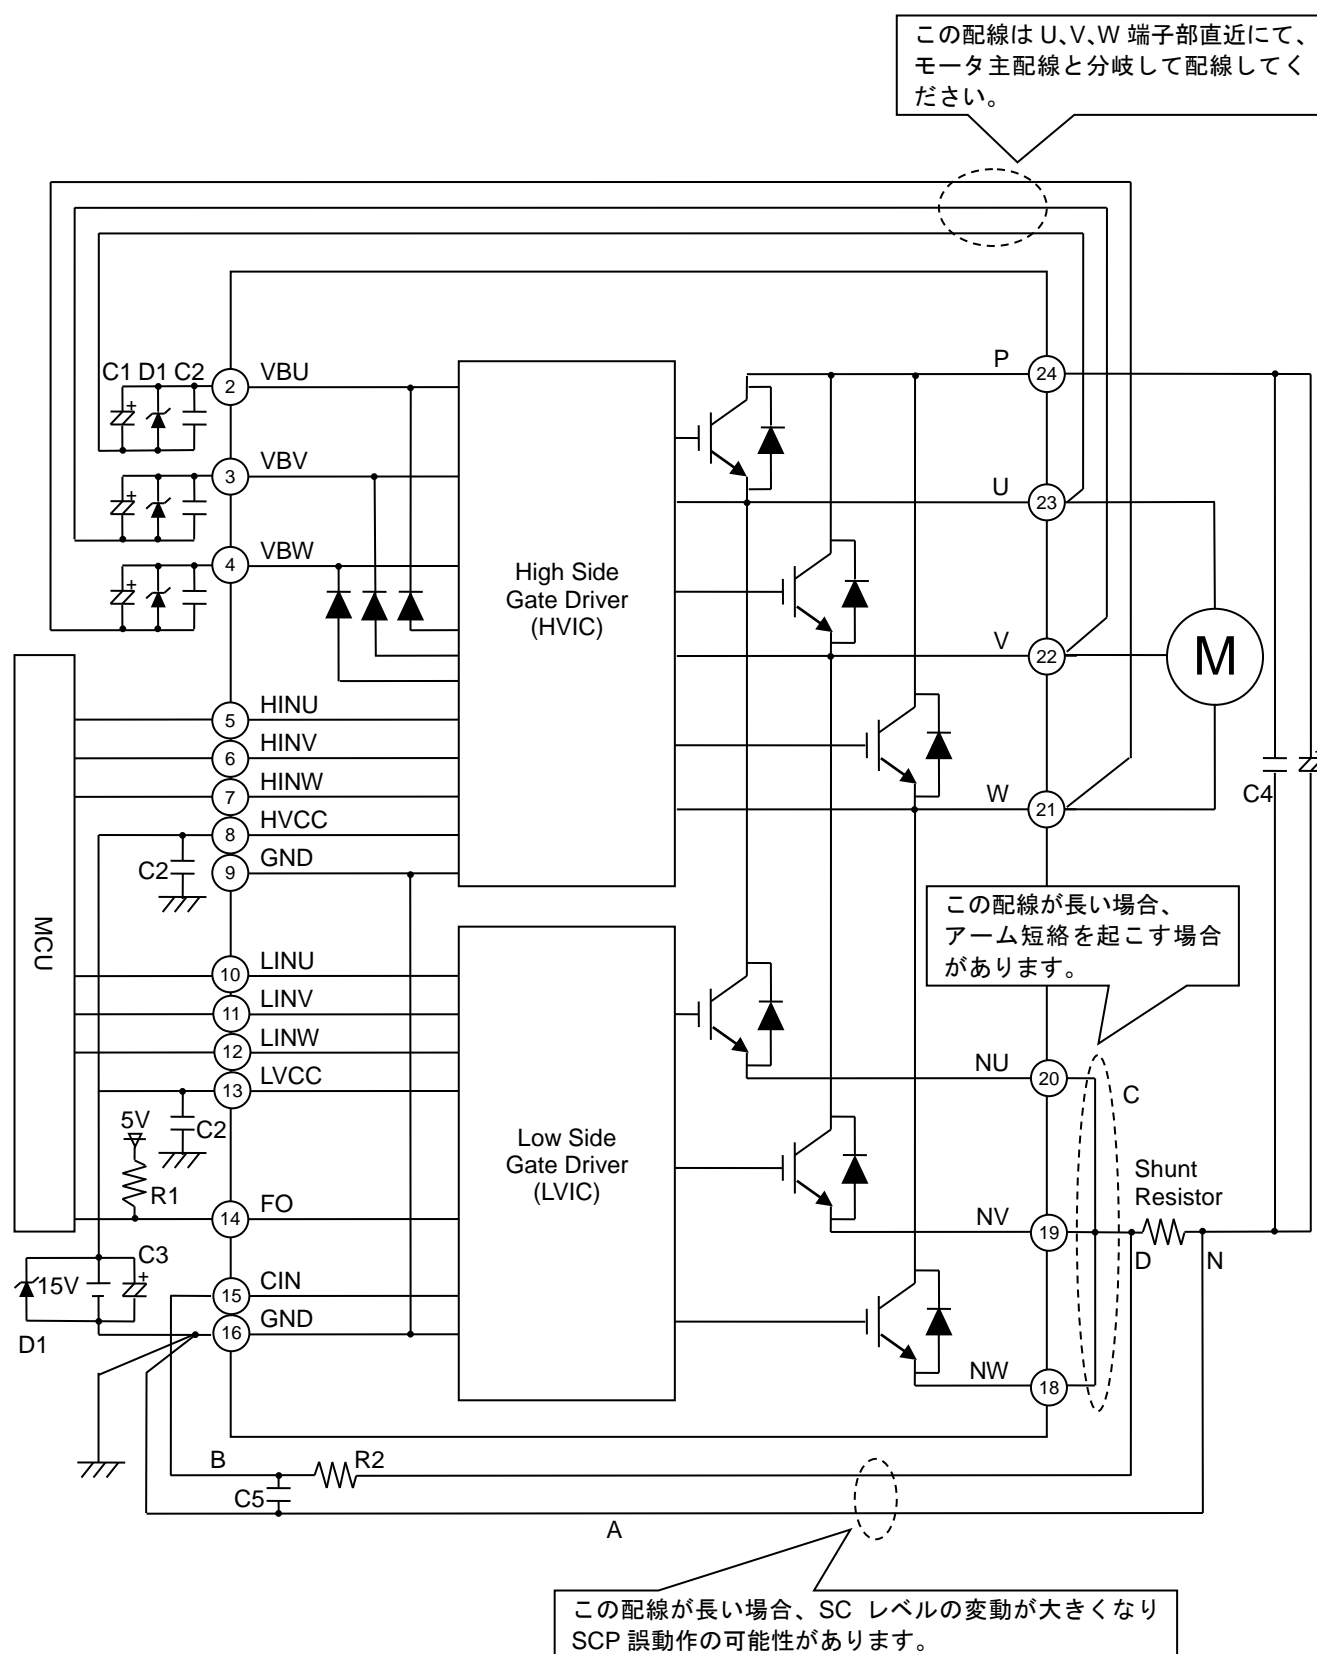 この配線は U、V、W 端子部直近にて、
モータ主配線と分岐して配線してく
ださい。
C1 D1 C2
2
VBU
P
24
3
VBV
U
23
4
VBW
High Side
Gate Driver
(HVIC)
V
22
M
5
HINU
6
HINV
7
HINW
W
21
C4
8
HVCC
C2
9
GND
MCU
この配線が長い場合、
アーム短絡を起こす場合
があります。
10
LINU
11
LINV
12
LINW
13
LVCC
NU
20
C
5V
C2
R1
Low Side
Gate Driver
(LVIC)
Shunt
Resistor
14
FO
NV
19
D
N
C3
15V
15
CIN
16
GND
D1
NW
18
B
R2
C5
A
この配線が長い場合、SC レベルの変動が大きくなり
SCP 誤動作の可能性があります。